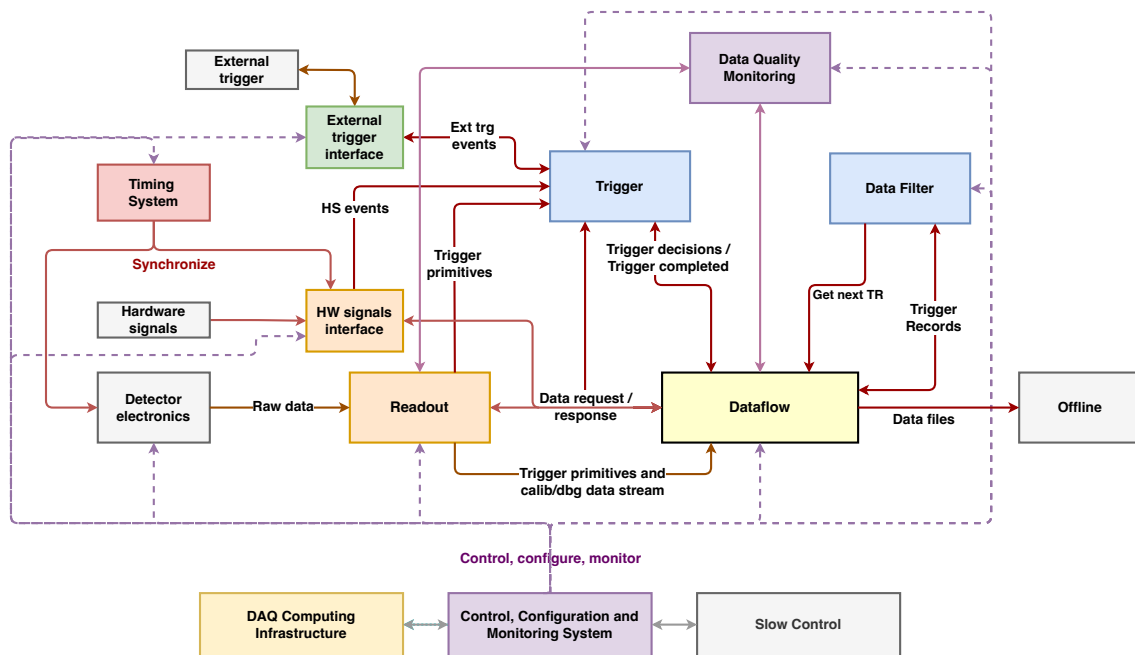 External
trigger
Data Quality
Monitoring
External
trigger
interface
Ext trg
events
Timing
System
Trigger
Data Filter
HS events
Synchronize
Trigger
primitives
Trigger decisions /
Trigger completed
Get next TR
Trigger
Records
Hardware
signals
HW signals
interface
Detector
electronics
Raw data
Readout
Data request /
response
Dataflow
Data files
Offline
Trigger primitives and
calib/dbg data stream
Control, configure, monitor
DAQ Computing
Infrastructure
Control, Configuration and
Monitoring System
Slow Control